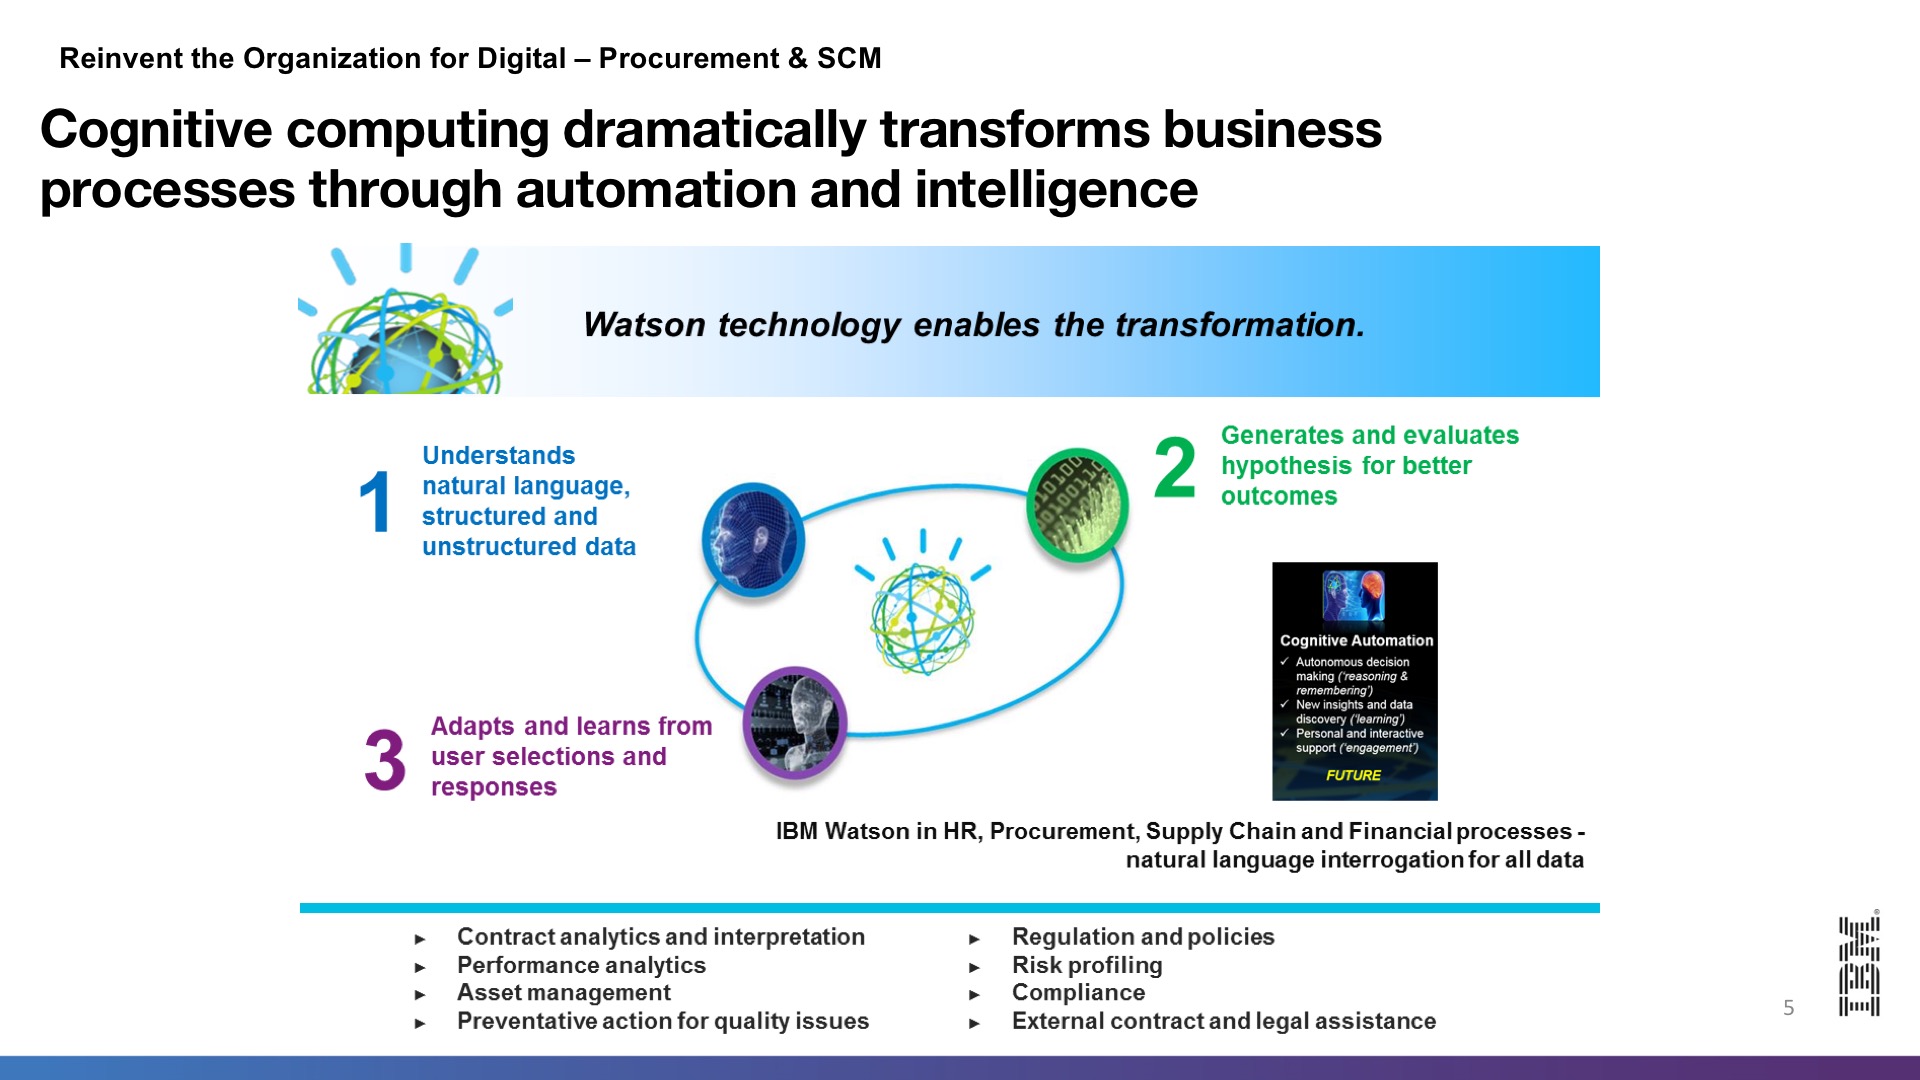 Reinvent the Organization for Digital – Procurement & SCM
Cognitive computing dramatically transforms business
processes through automation and intelligence
Watson technology enables the transformation.
1
Understands
natural language,
structured and
unstructured data
2
Generates and evaluates
hypothesis for better
outcomes
Cognitive Automation
✓ Autonomous decision
making (‘reasoning &
remembering’)
✓ New insights and data
discovery (‘learning’)
✓ Personal and interactive
support (‘engagement’)
FUTURE
3
Adapts and learns from
user selections and
responses
IBM Watson in HR, Procurement, Supply Chain and Financial processes -
natural language interrogation for all data
► Contract analytics and interpretation
► Performance analytics
► Asset management
► Preventative action for quality issues
► Regulation and policies
► Risk profiling
► Compliance
► External contract and legal assistance
5
IBM®